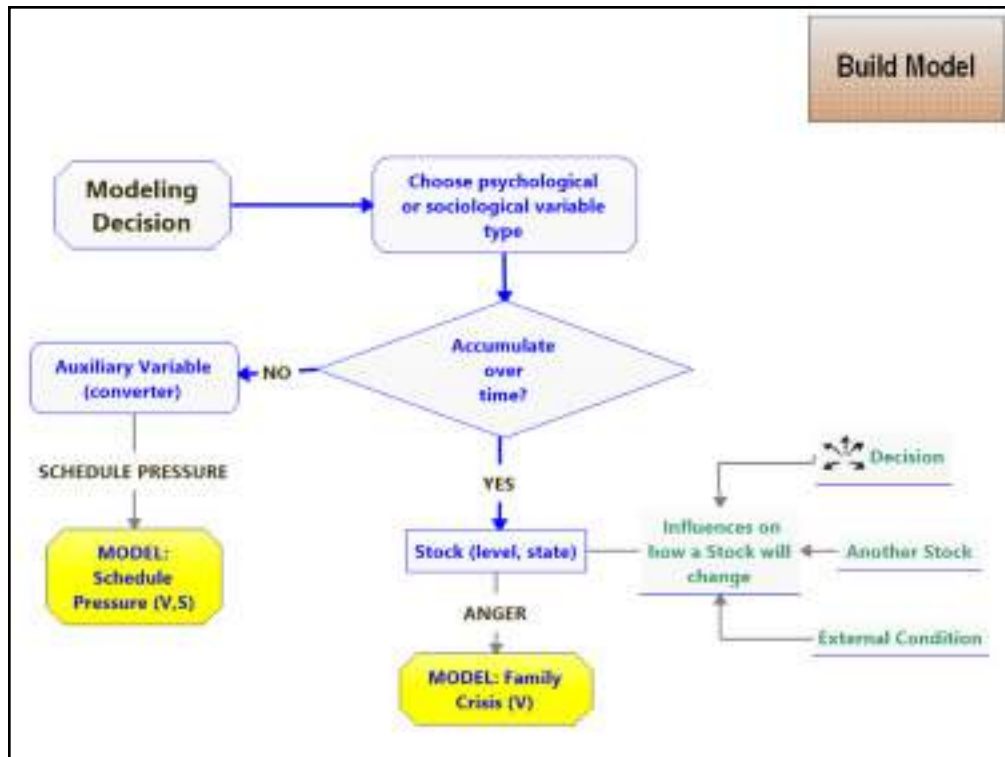 Build Model
Modeling
Decision
Choose psychological
or sociological variable
type
Accumulate
over
time?
NO
Auxiliary Variable
(converter)
SCHEDULE PRESSURE
MODEL:
Schedule
Pressure (V,S)
YES
Stock (level, state)
ANGER
MODEL: Family
Crisis (V)
Influences on
how a Stock will
change
Decision
Another Stock
External Condition